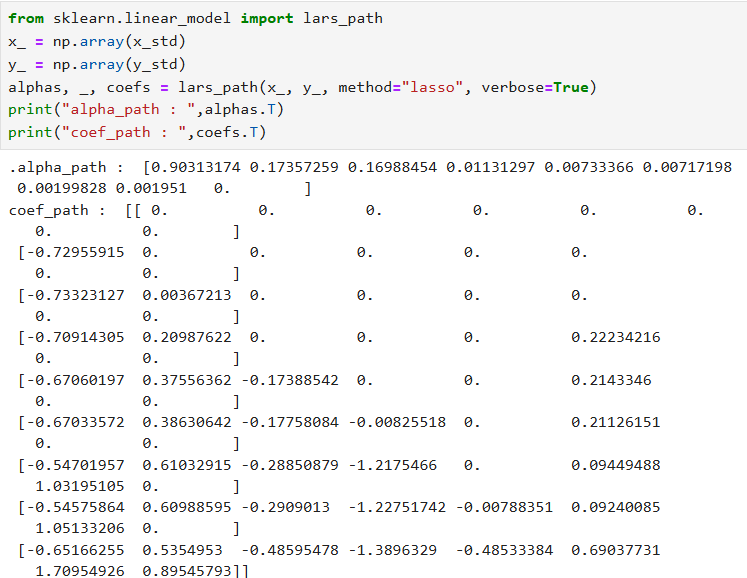 from sklearn.linear_model import lars_path
x_ = np.array(x_std)
y_ = np.array(y_std)
alphas, _, coefs = lars_path(x_, y_, method="lasso", verbose=True)
print("alpha_path : ",alphas.T)
print("coef_path : ",coefs.T)
.alpha_path :  [0.90313174 0.17357259 0.16988454 0.01131297 0.00733366 0.00717198
 0.00199828 0.001951   0.        ]
coef_path :  [[ 0.          0.          0.          0.          0.          0.
   0.          0.        ]
 [-0.72955915  0.          0.          0.          0.          0.
   0.          0.        ]
 [-0.73323127  0.00367213  0.          0.          0.          0.
   0.          0.        ]
 [-0.70914305  0.20987622  0.          0.          0.          0.22234216
   0.          0.        ]
 [-0.67060197  0.37556362 -0.17388542  0.          0.          0.2143346
   0.          0.        ]
 [-0.67033572  0.38630642 -0.17758084 -0.00825518  0.          0.21126151
   0.          0.        ]
 [-0.54701957  0.61032915 -0.28850879 -1.2175466   0.          0.09449488
   1.03195105  0.        ]
 [-0.54575864  0.60988595 -0.2909013  -1.22751742 -0.00788351  0.09240085
   1.05133206  0.        ]
 [-0.65166255  0.5354953  -0.48595478 -1.3896329  -0.48533384  0.69037731
   1.70954926  0.89545793]]